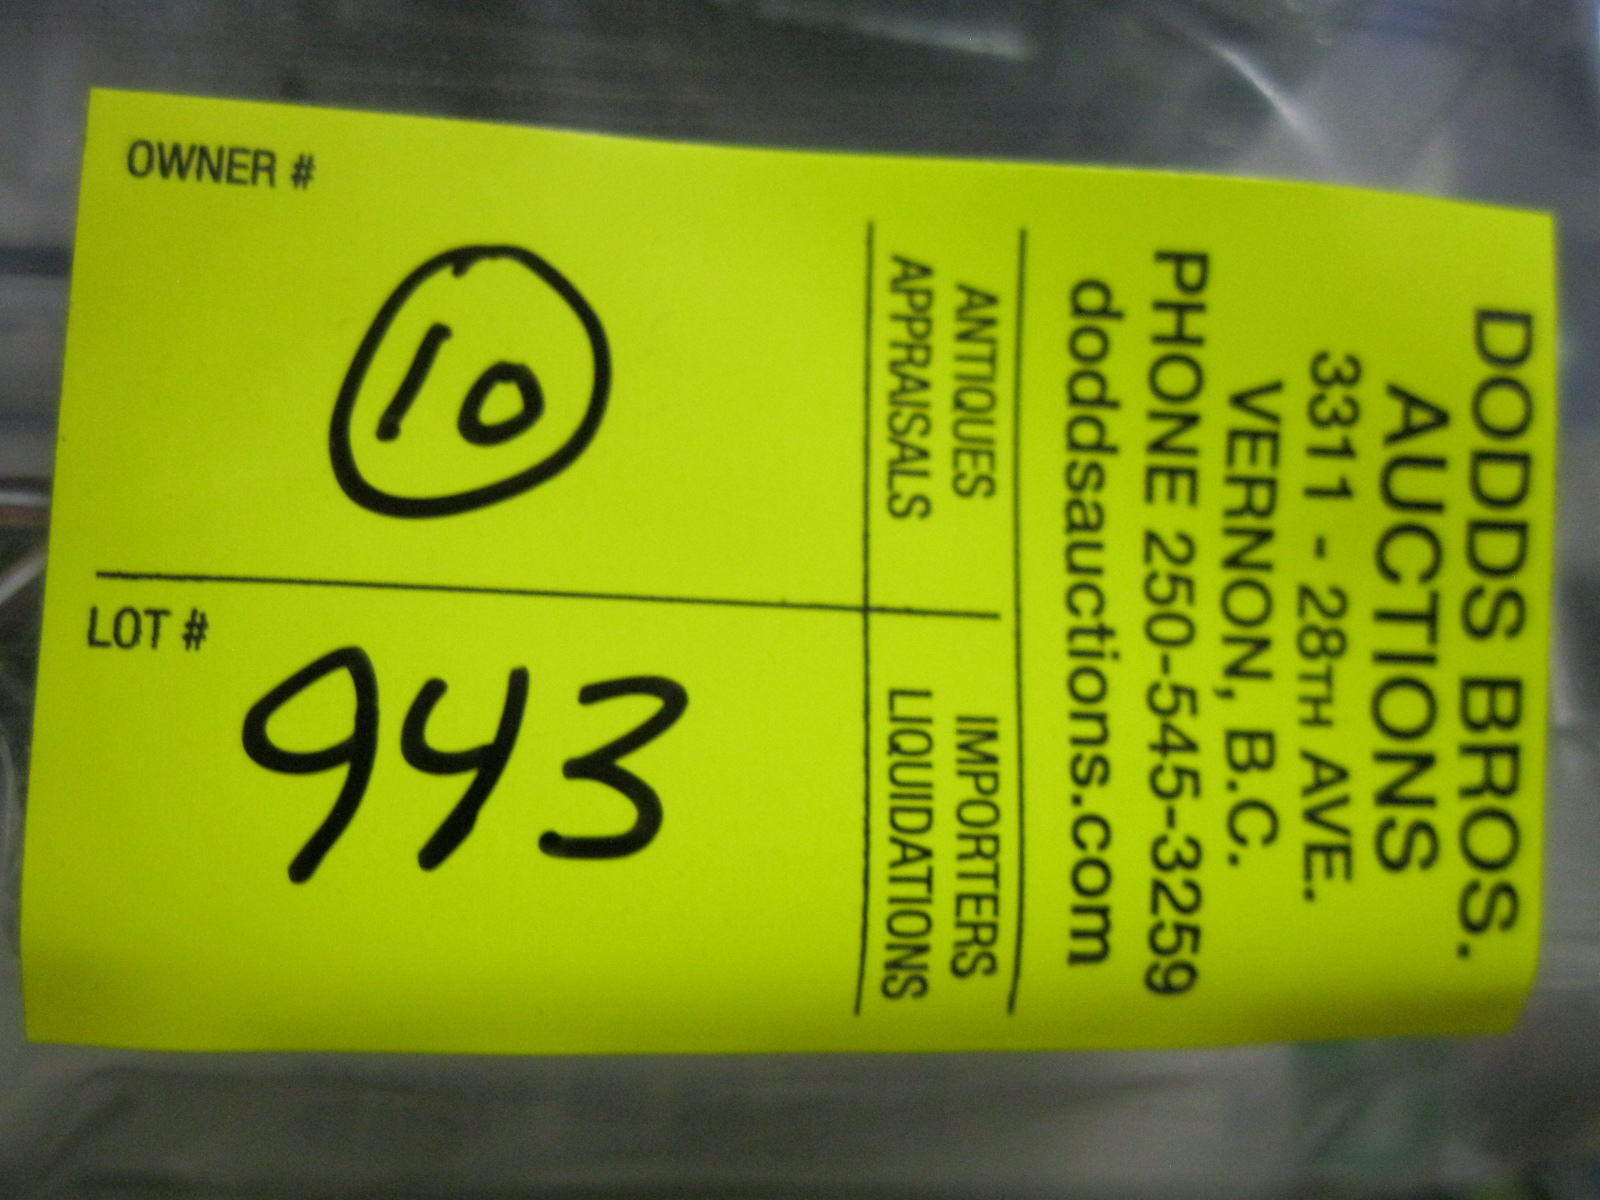 DODDS BROS.
AUCTIONS
3311 - 28TH AVE.
VERNON, B.C.
PHONE 250-545-3259
doddsauctions.com
ANTIQUES IMPORTERS
APPRAISALS LIQUIDATIONS
OWNER #
10
LOT #
943